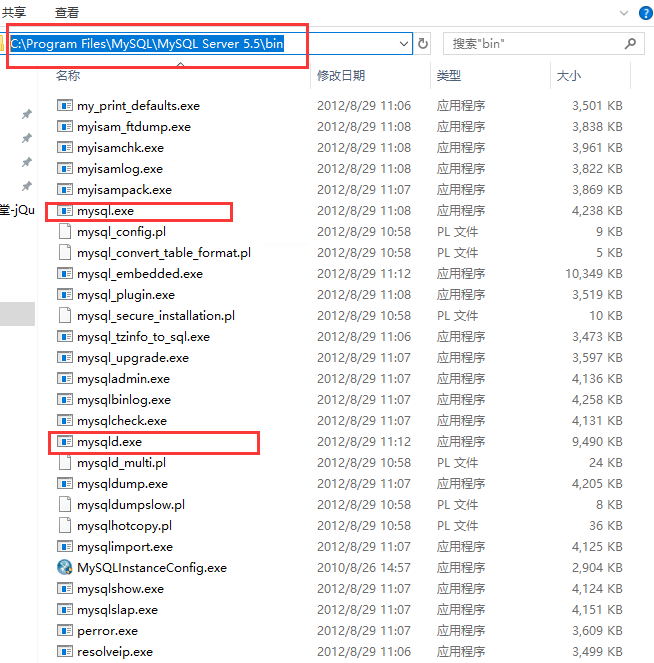 共享 查看
C:\Program Files\MySQL\MySQL Server 5.5\bin 搜索"bin"
名称 修改日期 类型 大小
my_print_defaults.exe 2012/8/29 11:06 应用程序 3,501 KB
myisam_ftdump.exe 2012/8/29 11:08 应用程序 3,838 KB
myisamchk.exe 2012/8/29 11:08 应用程序 3,961 KB
myisamlog.exe 2012/8/29 11:08 应用程序 3,822 KB
myisampack.exe 2012/8/29 11:07 应用程序 3,869 KB
堂-jQu mysql.exe 2012/8/29 11:08 应用程序 4,238 KB
mysql_config.pl 2012/8/29 10:58 PL 文件 9 KB
mysql_convert_table_format.pl 2012/8/29 10:58 PL 文件 5 KB
mysql_embedded.exe 2012/8/29 11:12 应用程序 10,349 KB
mysql_plugin.exe 2012/8/29 11:08 应用程序 3,519 KB
mysql_secure_installation.pl 2012/8/29 10:58 PL 文件 10 KB
mysql_tzinfo_to_sql.exe 2012/8/29 11:06 应用程序 3,473 KB
mysql_upgrade.exe 2012/8/29 11:07 应用程序 3,597 KB
mysqladmin.exe 2012/8/29 11:07 应用程序 4,136 KB
mysqlbinlog.exe 2012/8/29 11:07 应用程序 4,258 KB
mysqlcheck.exe 2012/8/29 11:07 应用程序 4,131 KB
mysqld.exe 2012/8/29 11:12 应用程序 9,490 KB
mysqld_multi.pl 2012/8/29 10:58 PL 文件 24 KB
mysqldump.exe 2012/8/29 11:07 应用程序 4,205 KB
mysqldumpslow.pl 2012/8/29 10:58 PL 文件 8 KB
mysqlhotcopy.pl 2012/8/29 10:58 PL 文件 36 KB
mysqlimport.exe 2012/8/29 11:07 应用程序 4,125 KB
MySQLInstanceConfig.exe 2010/8/26 14:57 应用程序 2,904 KB
mysqlshow.exe 2012/8/29 11:07 应用程序 4,124 KB
mysqlslap.exe 2012/8/29 11:07 应用程序 4,151 KB
perror.exe 2012/8/29 11:07 应用程序 3,609 KB
resolveip.exe 2012/8/29 11:07 应用程序 3,499 KB